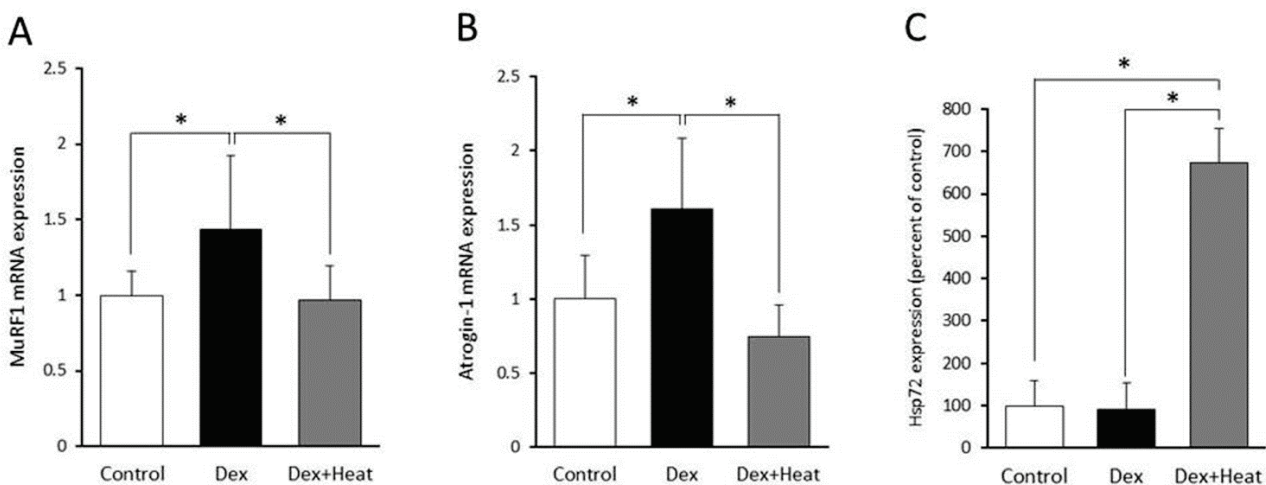 A
MuRF1 mRNA expression
2.5
2
1.5
1
0.5
0
*
*
Control
Dex
Dex+Heat
B
Atrogin-1 mRNA expression
2.5
2
1.5
1
0.5
0
*
*
Control
Dex
Dex+Heat
C
Hsp72 expression (percent of control)
800
700
600
500
400
300
200
100
0
*
*
Control
Dex
Dex+Heat